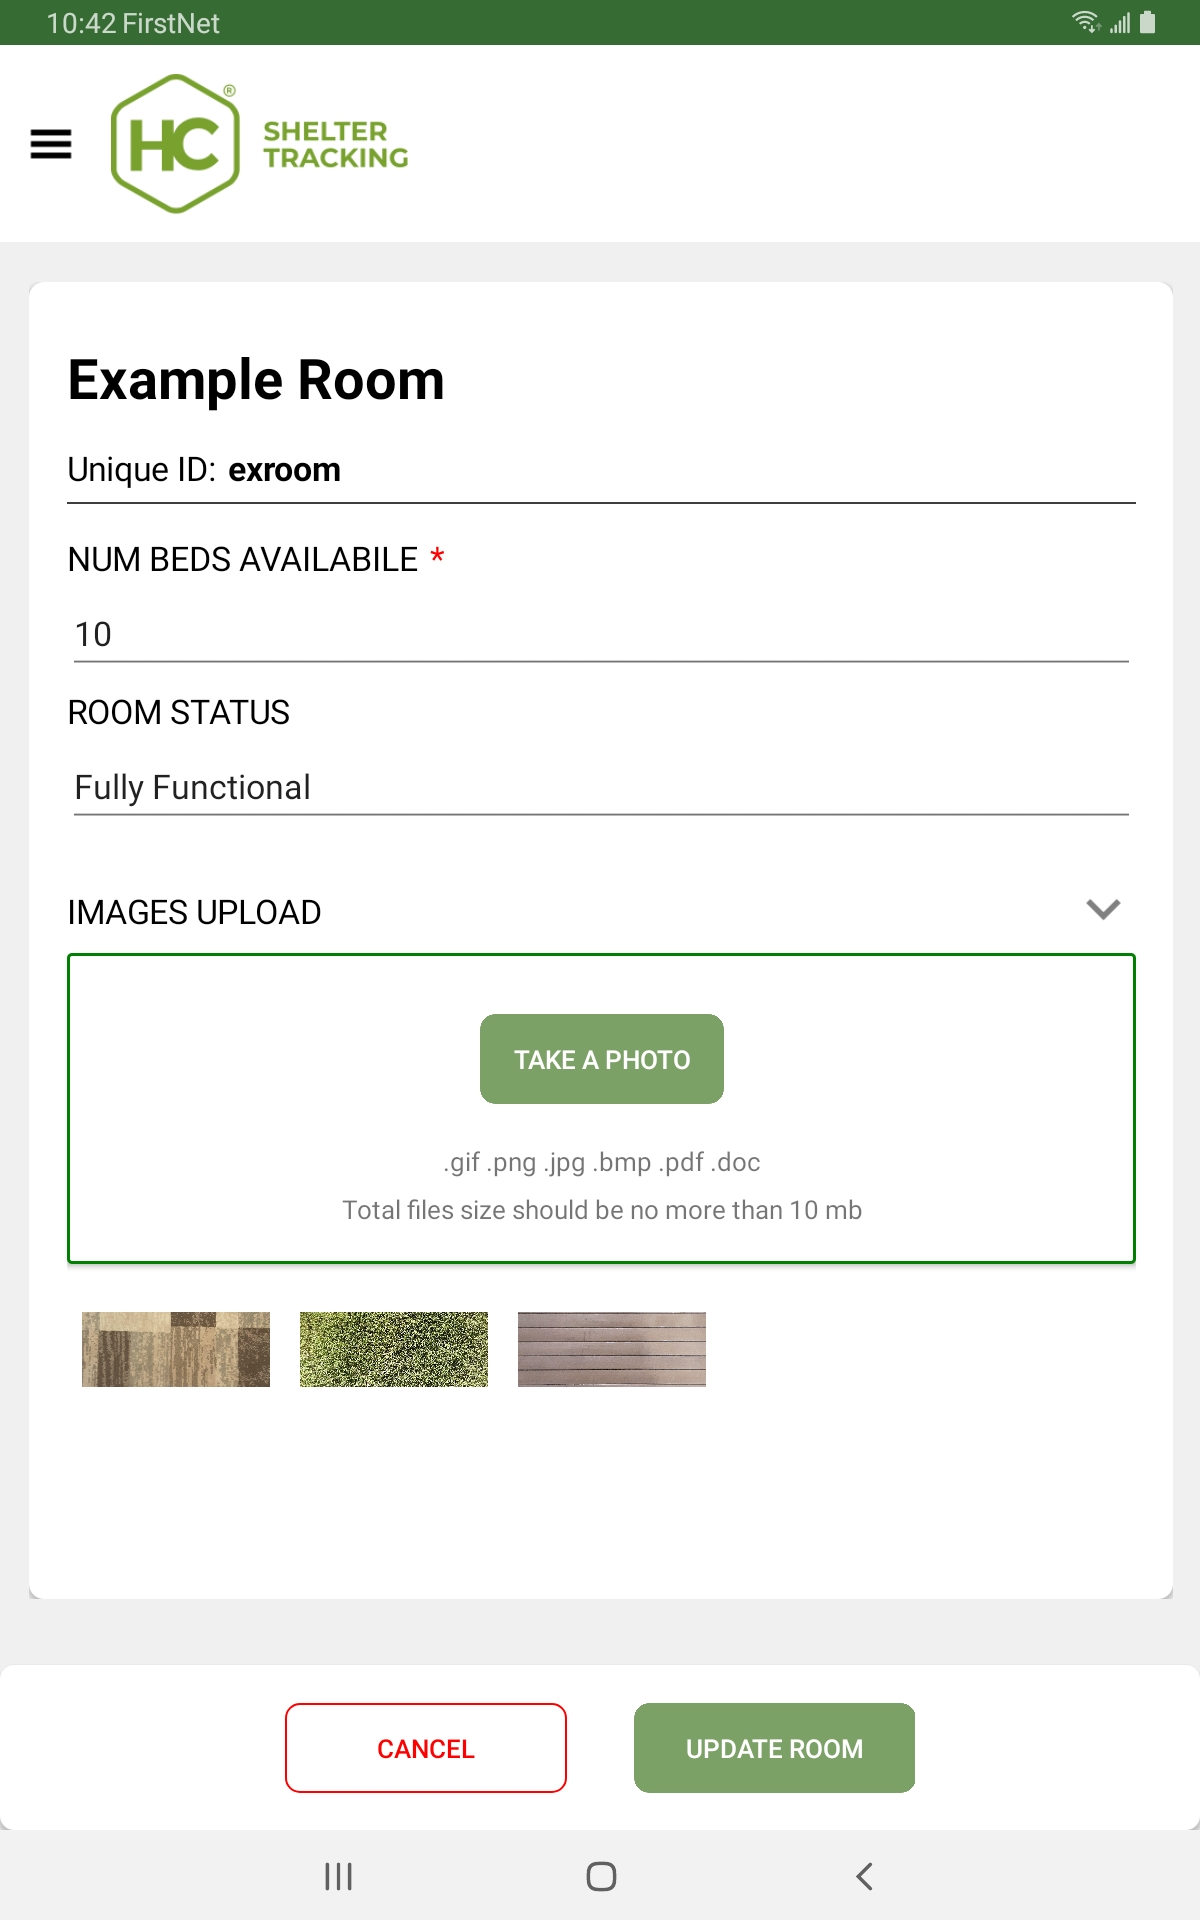 10:42 FirstNet
HC®
SHELTER
TRACKING
Example Room
Unique ID: exroom
NUM BEDS AVAILABILE *
10
ROOM STATUS
Fully Functional
IMAGES UPLOAD
TAKE A PHOTO
.gif .png .jpg .bmp .pdf .doc
Total files size should be no more than 10 mb
CANCEL
UPDATE ROOM